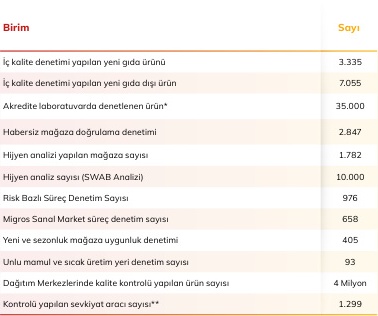 Birim Sayı
İç kalite denetimi yapılan yeni gıda ürünü 3.335
İç kalite denetimi yapılan yeni gıda dışı ürün 7.055
Akredite laboratuvarda denetlenen ürün* 35.000
Habersiz mağaza doğrulama denetimi 2.847
Hijyen analizi yapılan mağaza sayısı 1.782
Hijyen analiz sayısı (SWAB Analizi) 10.000
Risk Bazlı Süreç Denetim Sayısı 976
Migros Sanal Market süreç denetim sayısı 658
Yeni ve sezonluk mağaza uygunluk denetimi 405
Unlu mamul ve sıcak üretim yeri denetim sayısı 93
Dağıtım Merkezlerinde kalite kontrolü yapılan ürün sayısı 4 Milyon
Kontrolü yapılan sevkiyat aracı sayısı** 1.299